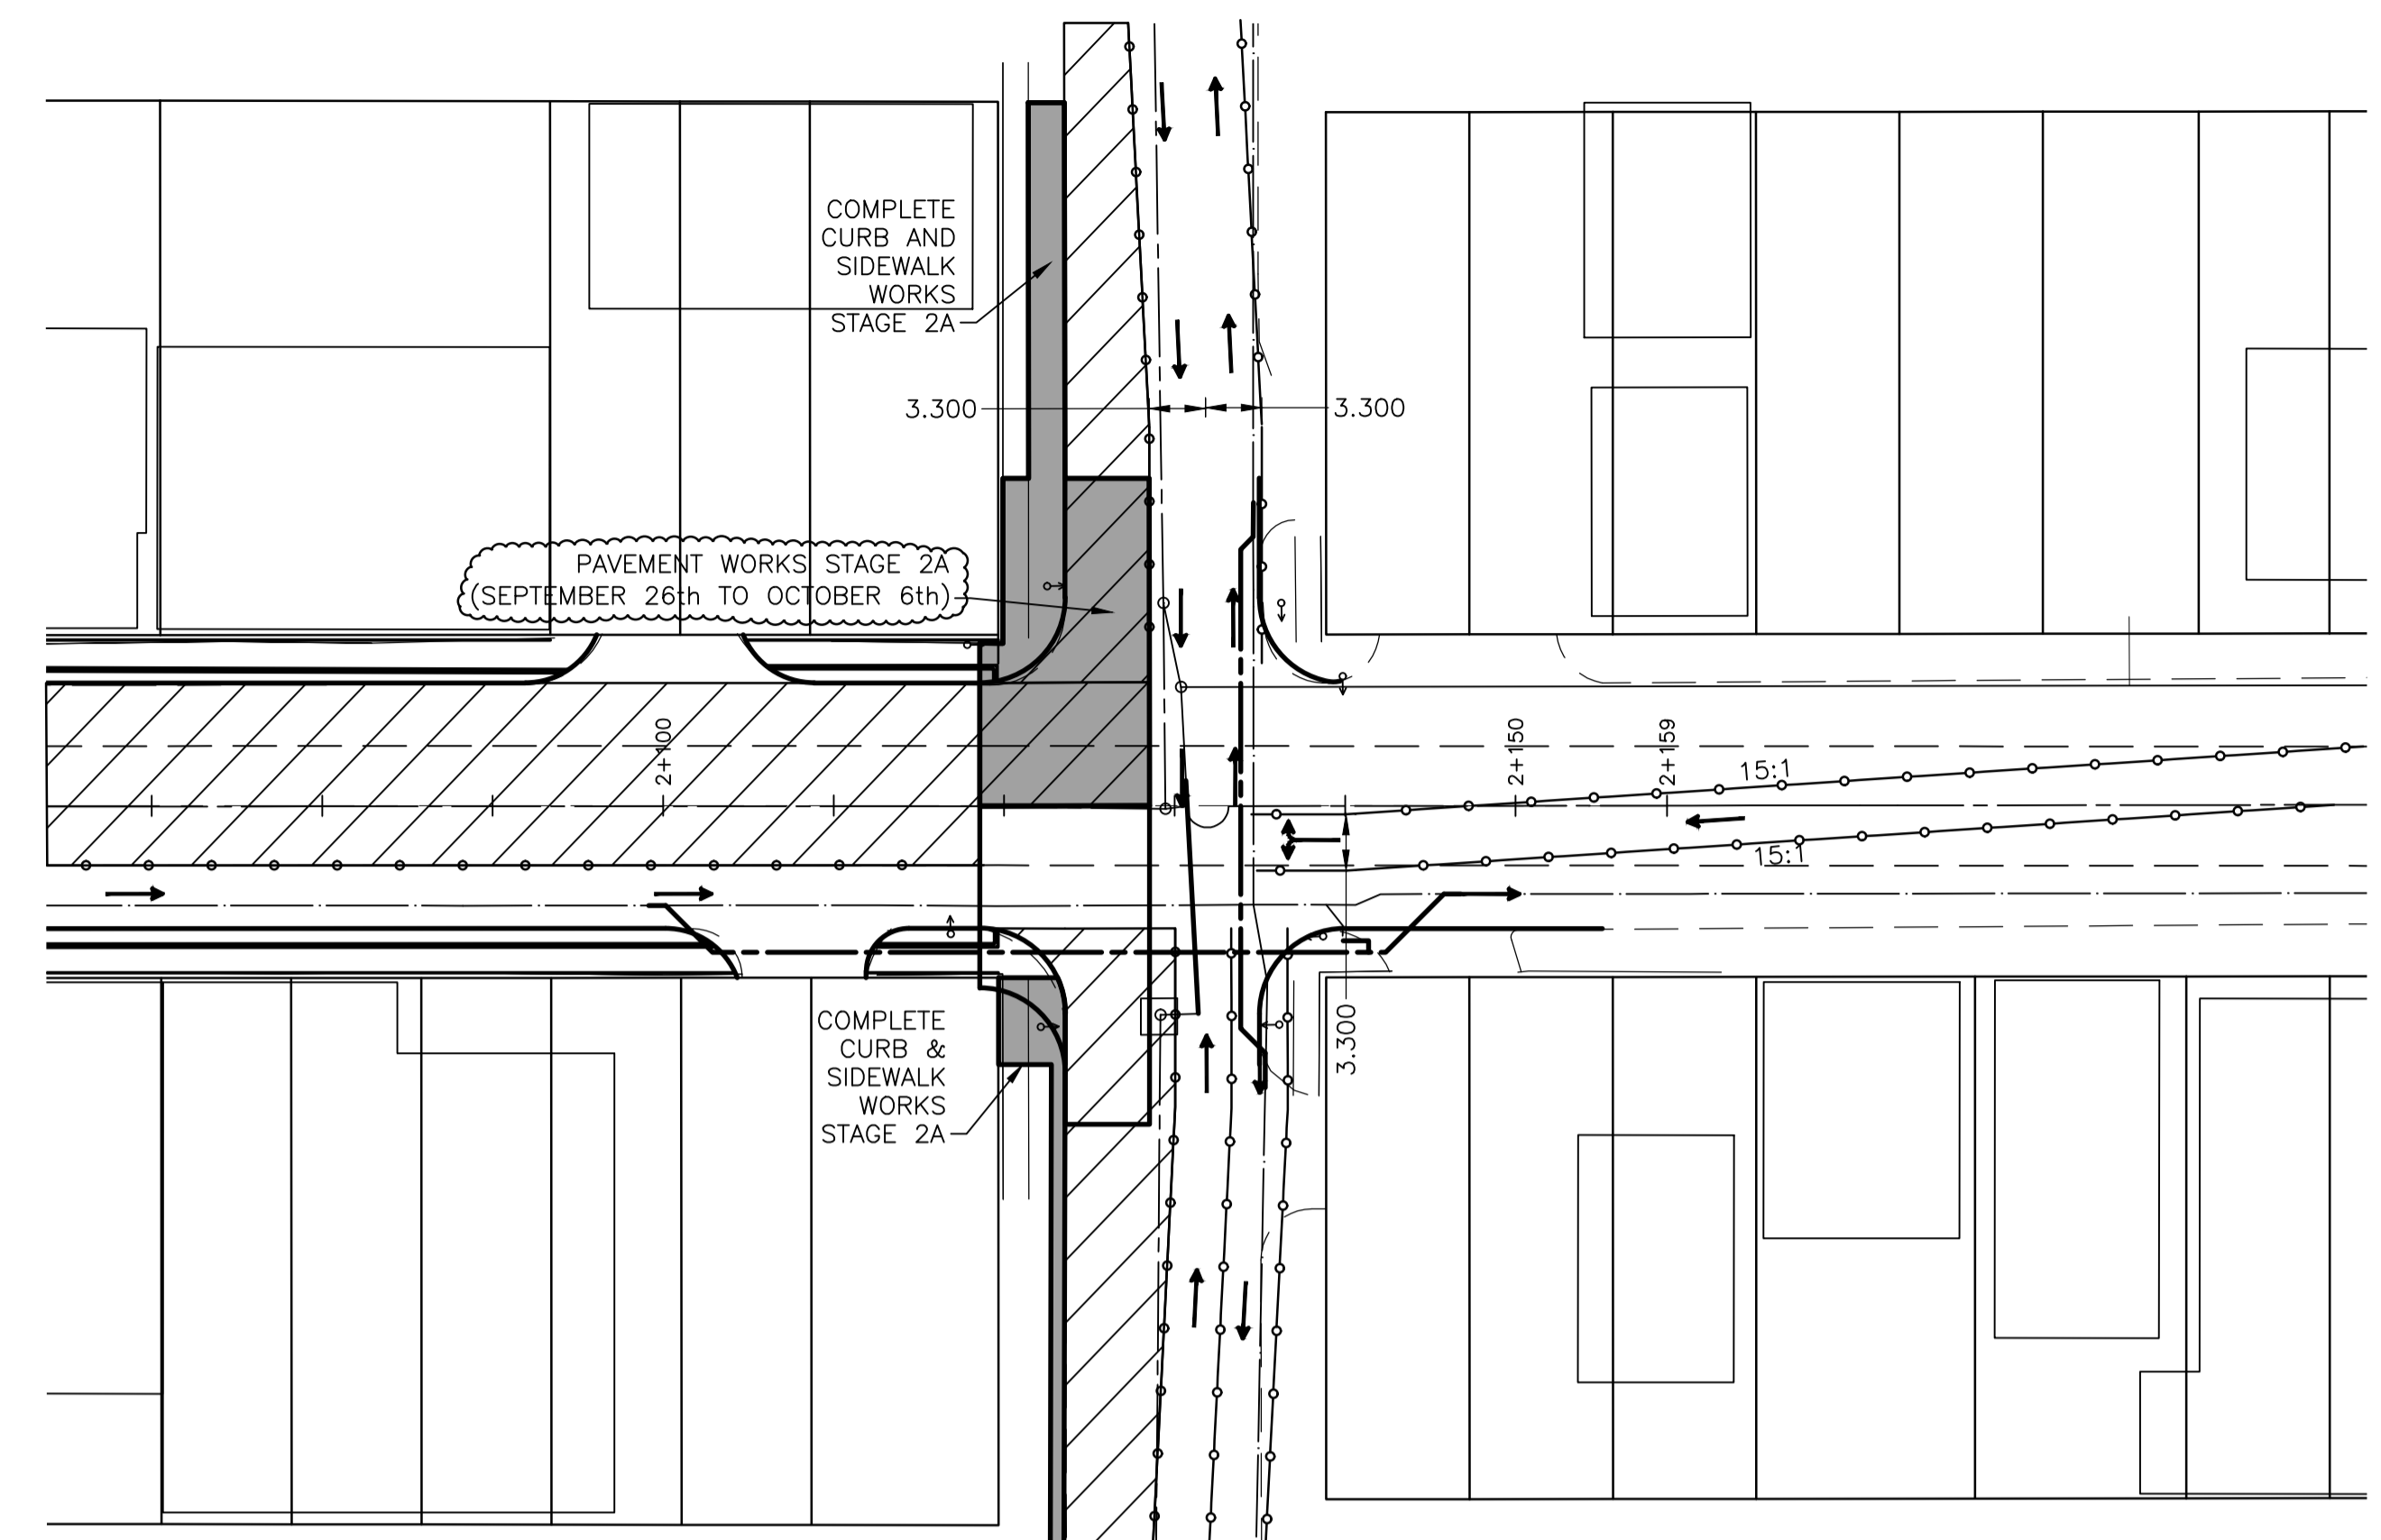 COMPLETE
CURB AND
SIDEWALK
WORKS
STAGE 2A
3.300
3.300
PAVEMENT WORKS STAGE 2A
(SEPTEMBER 26th TO OCTOBER 6th)
2+100
2+150
2+159
15:1
15:1
COMPLETE
CURB &
SIDEWALK
WORKS
STAGE 2A
3.300